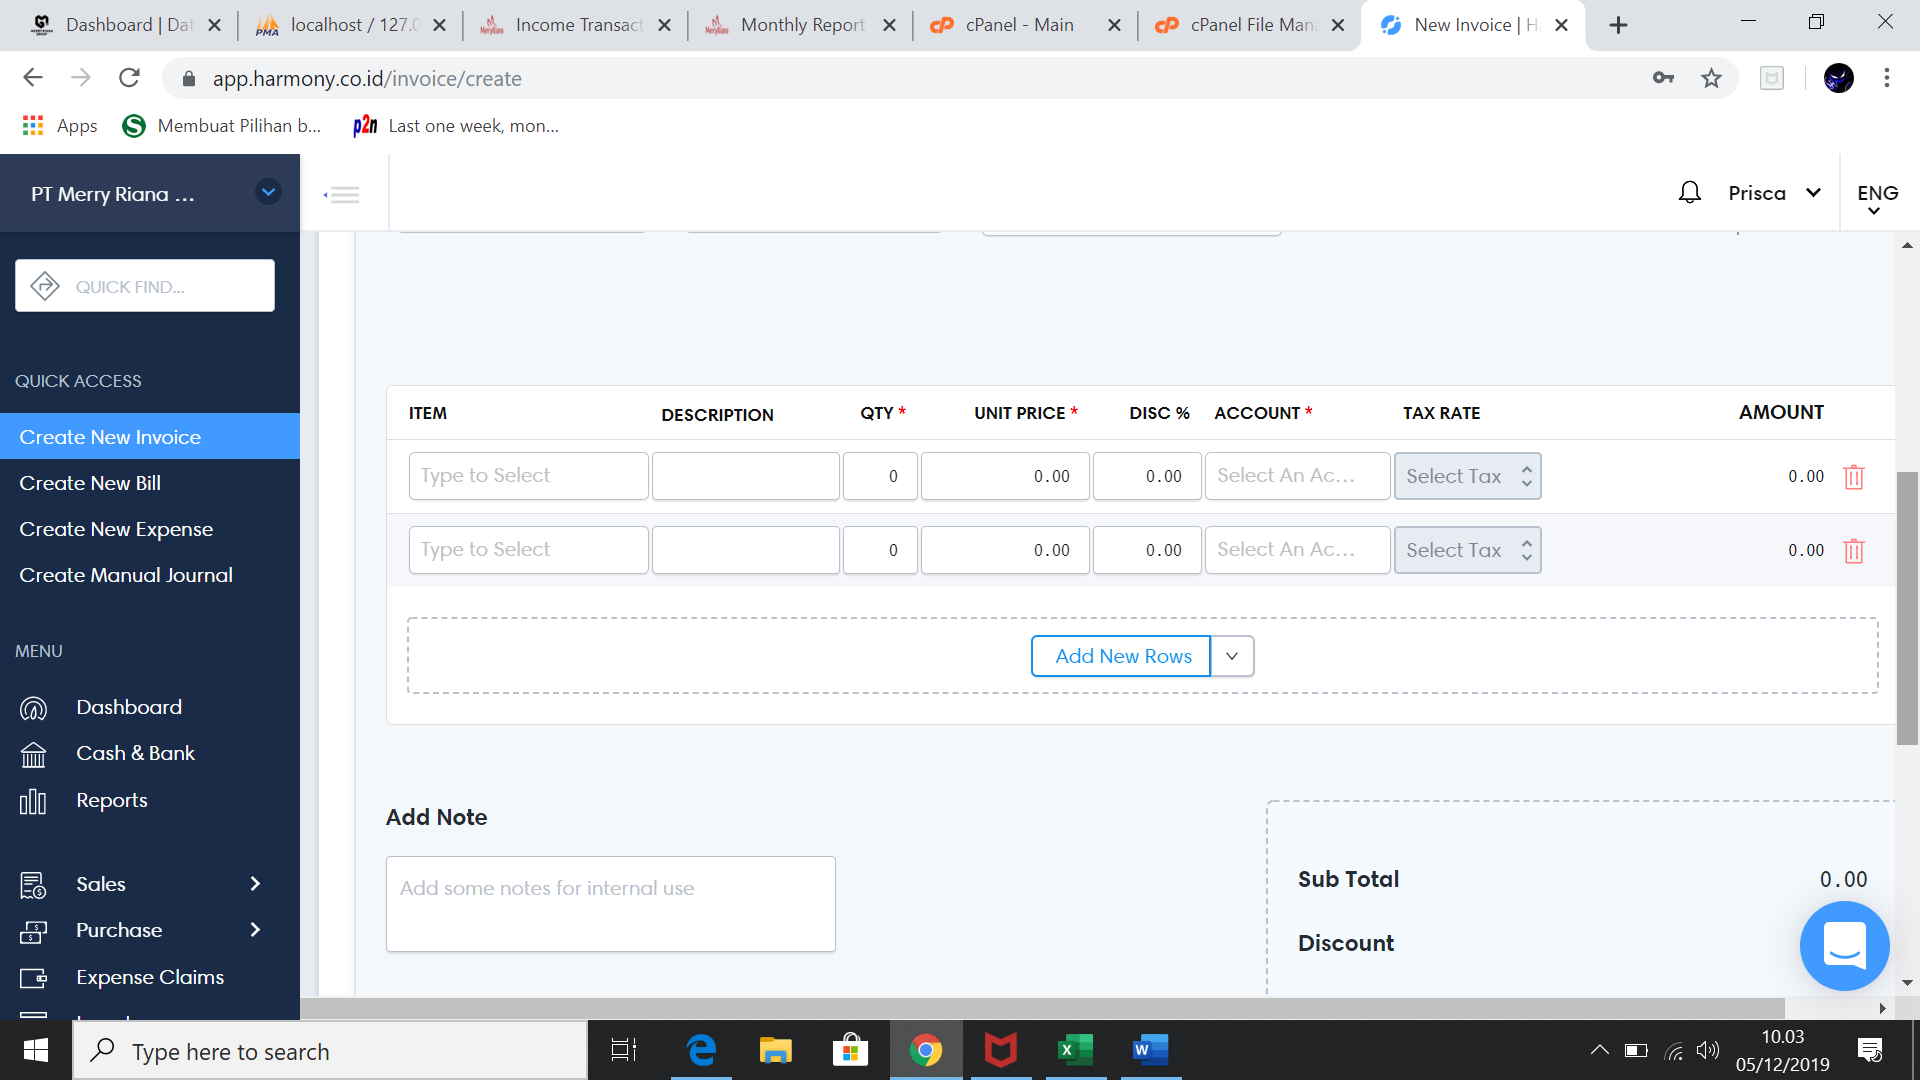 Dashboard | Dat
localhost / 127.0
Income Transact
Monthly Report
cPanel - Main
cPanel File Mana
New Invoice | Ha
app.harmony.co.id/invoice/create
Apps
Membuat Pilihan b...
p2n
Last one week, mon...
PT Merry Riana ...
Prisca
ENG
QUICK FIND...
QUICK ACCESS
Create New Invoice
Create New Bill
Create New Expense
Create Manual Journal
MENU
Dashboard
Cash & Bank
Reports
Sales
Purchase
Expense Claims
ITEM DESCRIPTION QTY * UNIT PRICE * DISC % ACCOUNT * TAX RATE AMOUNT
Type to Select 0 0.00 0.00 Select An Ac... Select Tax 0.00
Type to Select 0 0.00 0.00 Select An Ac... Select Tax 0.00
Add New Rows
Add Note
Add some notes for internal use
Sub Total 0.00
Discount
Type here to search
10.03
05/12/2019